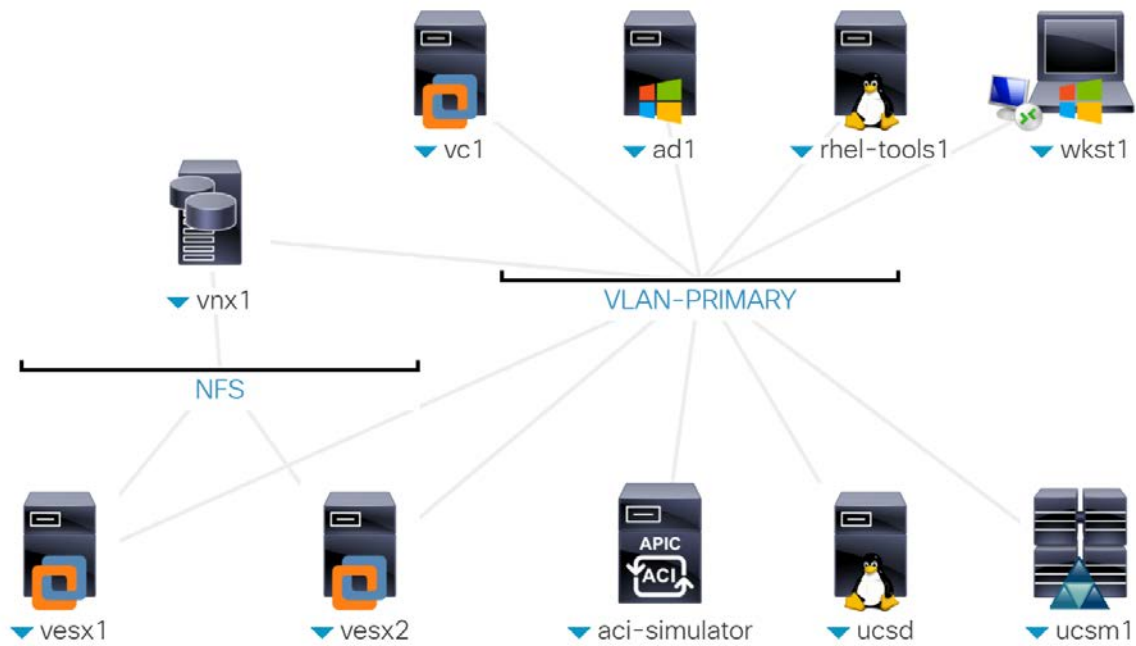 vc1
ad1
rhel-tools1
wkst1
vnx1
VLAN-PRIMARY
NFS
APIC
ACI
vesx1
vesx2
aci-simulator
ucsd
ucsm1